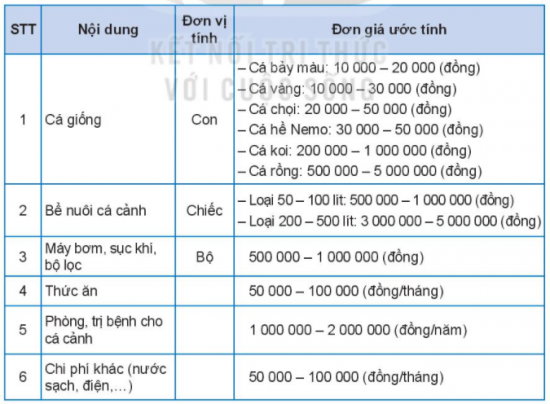 STT
Nội dung
Đơn vị
tính
Đơn giá ước tính
KẾT NỐI TRI THỨC
VỚI CUỘC SỐNG
1
Cá giống
Con
– Cá bảy màu: 10 000 – 20 000 (đồng)
– Cá vàng: 10 000 – 30 000 (đồng)
– Cá chọi: 20 000 – 50 000 (đồng)
– Cá hề Nemo: 30 000 – 50 000 (đồng)
– Cá koi: 200 000 – 1 000 000 (đồng)
– Cá rồng: 500 000 – 5 000 000 (đồng)
2
Bể nuôi cá cảnh
Chiếc
– Loại 50 – 100 lít: 500 000 – 1 000 000 (đồng)
– Loại 200 – 500 lít: 3 000 000 – 5 000 000 (đồng)
3
Máy bơm, sục khí,
bộ lọc
Bộ
500 000 – 1 000 000 (đồng)
4
Thức ăn
50 000 – 100 000 (đồng/tháng)
5
Phòng, trị bệnh cho
cá cảnh
1 000 000 – 2 000 000 (đồng/năm)
6
Chi phí khác (nước
sạch, điện,...)
50 000 – 100 000 (đồng/tháng)